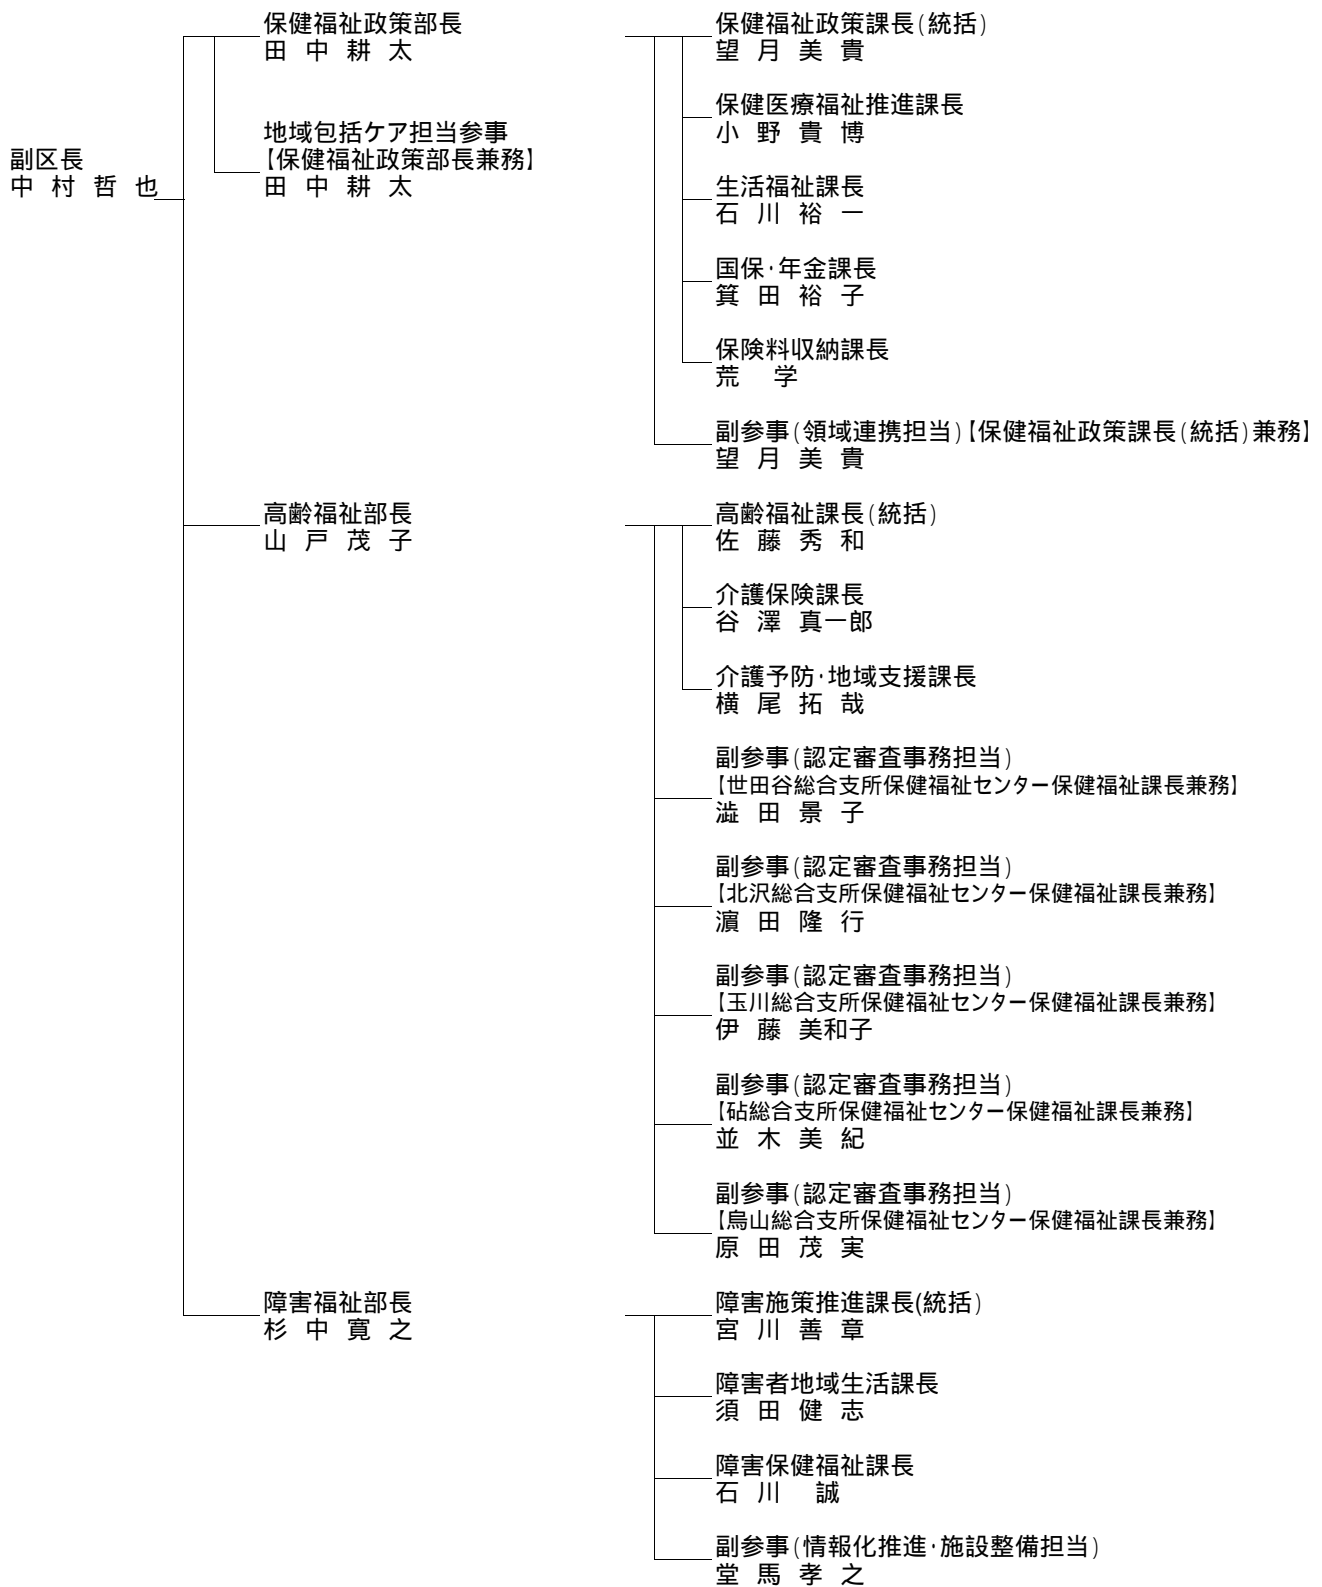 副区長
中村哲也
保健福祉政策部長
田中耕太
地域包括ケア担当参事
【保健福祉政策部長兼務】
田中耕太
保健福祉政策課長(統括)
望月美貴
保健医療福祉推進課長
小野貴博
生活福祉課長
石川裕一
国保・年金課長
箕田裕子
保険料収納課長
荒 学
副参事(領域連携担当)【保健福祉政策課長(統括)兼務】
望月美貴
高齢福祉部長
山戸茂子
高齢福祉課長(統括)
佐藤秀和
介護保険課長
谷澤真一郎
介護予防・地域支援課長
横尾拓哉
副参事(認定審査事務担当)
【世田谷総合支所保健福祉センター保健福祉課長兼務】
澁田景子
副参事(認定審査事務担当)
【北沢総合支所保健福祉センター保健福祉課長兼務】
濵田隆行
副参事(認定審査事務担当)
【玉川総合支所保健福祉センター保健福祉課長兼務】
伊藤美和子
副参事(認定審査事務担当)
【砧総合支所保健福祉センター保健福祉課長兼務】
並木美紀
副参事(認定審査事務担当)
【烏山総合支所保健福祉センター保健福祉課長兼務】
原田茂実
障害福祉部長
杉中寛之
障害施策推進課長(統括)
宮川善章
障害者地域生活課長
須田健志
障害保健福祉課長
石川 誠
副参事(情報化推進・施設整備担当)
堂馬孝之